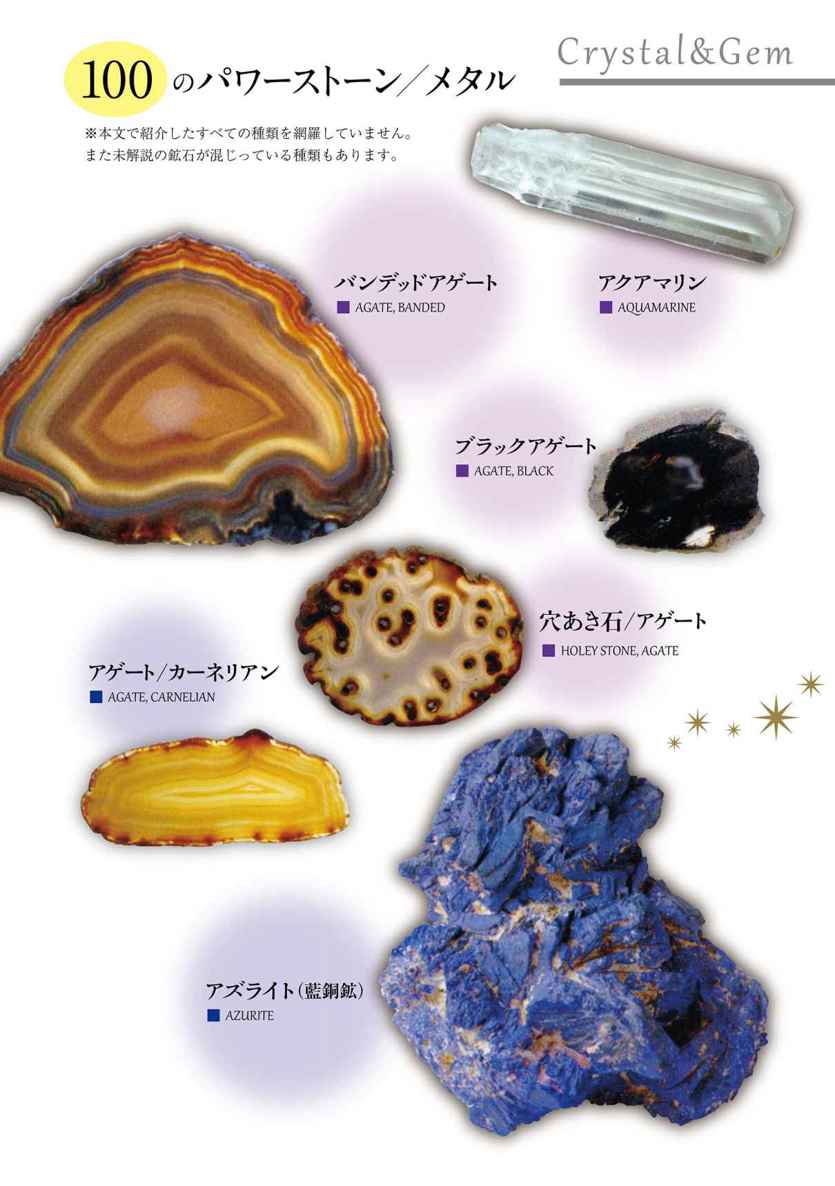 Crystal&Gem
100のパワーストーン/メタル
※本文で紹介したすべての種類を網羅していません。
また未解説の鉱石が混じっている種類もあります。
バンデッドアゲート
■ AGATE, BANDED
アクアマリン
■ AQUAMARINE
ブラックアゲート
■ AGATE, BLACK
穴あき石/アゲート
■ HOLEY STONE, AGATE
アゲート/カーネリアン
■ AGATE, CARNELIAN
アズライト(藍銅鉱)
■ AZURITE